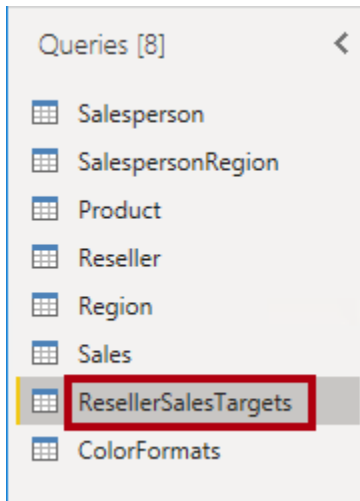 Queries [8]
Salesperson
SalespersonRegion
Product
Reseller
Region
Sales
ResellerSalesTargets
ColorFormats